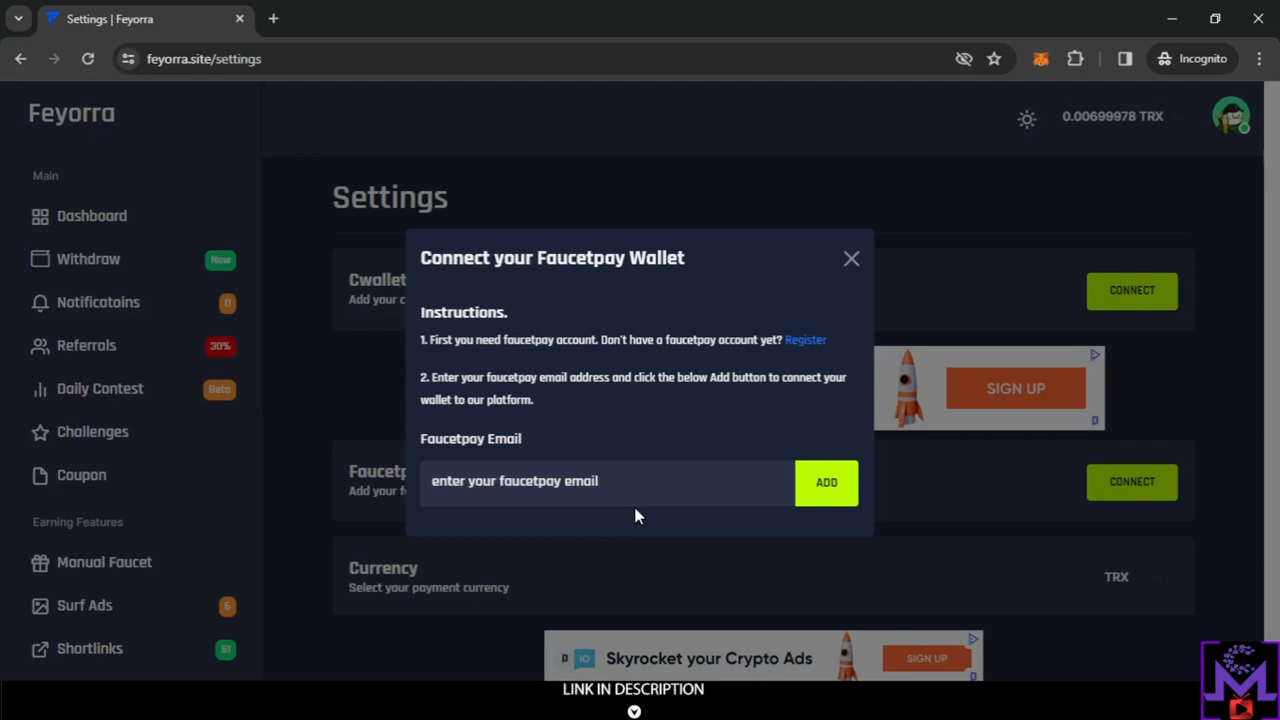 Settings | Feyorra
feyorra.site/settings
Incognito
Feyorra
0.00699978 TRX
Main
Dashboard
Withdraw New
Notificatoins 0
Referrals 30%
Daily Contest Beta
Challenges
Coupon
Earning Features
Manual Faucet
Surf Ads 6
Shortlinks 61
Settings
Cwallet
Add your c
CONNECT
SIGN UP
Faucetp
Add your f
CONNECT
Currency
Select your payment currency
TRX
Connect your Faucetpay Wallet
Instructions.
1. First you need faucetpay account. Don't have a faucetpay account yet? Register
2. Enter your faucetpay email address and click the below Add button to connect your
wallet to our platform.
Faucetpay Email
enter your faucetpay email
ADD
Skyrocket your Crypto Ads
SIGN UP
LINK IN DESCRIPTION